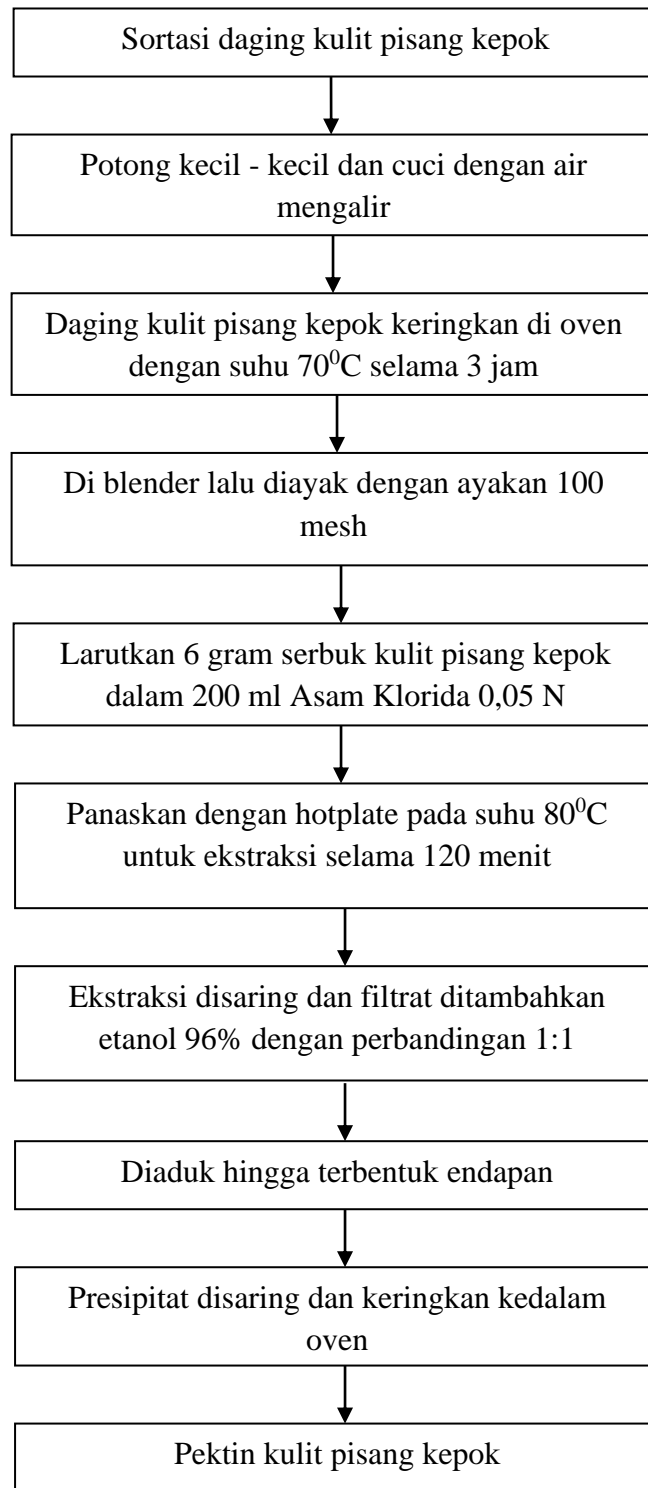 Sortasi daging kulit pisang kepok
Potong kecil - kecil dan cuci dengan air
mengalir
Daging kulit pisang kepok keringkan di oven
dengan suhu 70⁰C selama 3 jam
Di blender lalu diayak dengan ayakan 100
mesh
Larutkan 6 gram serbuk kulit pisang kepok
dalam 200 ml Asam Klorida 0,05 N
Panaskan dengan hotplate pada suhu 80⁰C
untuk ekstraksi selama 120 menit
Ekstraksi disaring dan filtrat ditambahkan
etanol 96% dengan perbandingan 1:1
Diaduk hingga terbentuk endapan
Presipitat disaring dan keringkan kedalam
oven
Pektin kulit pisang kepok